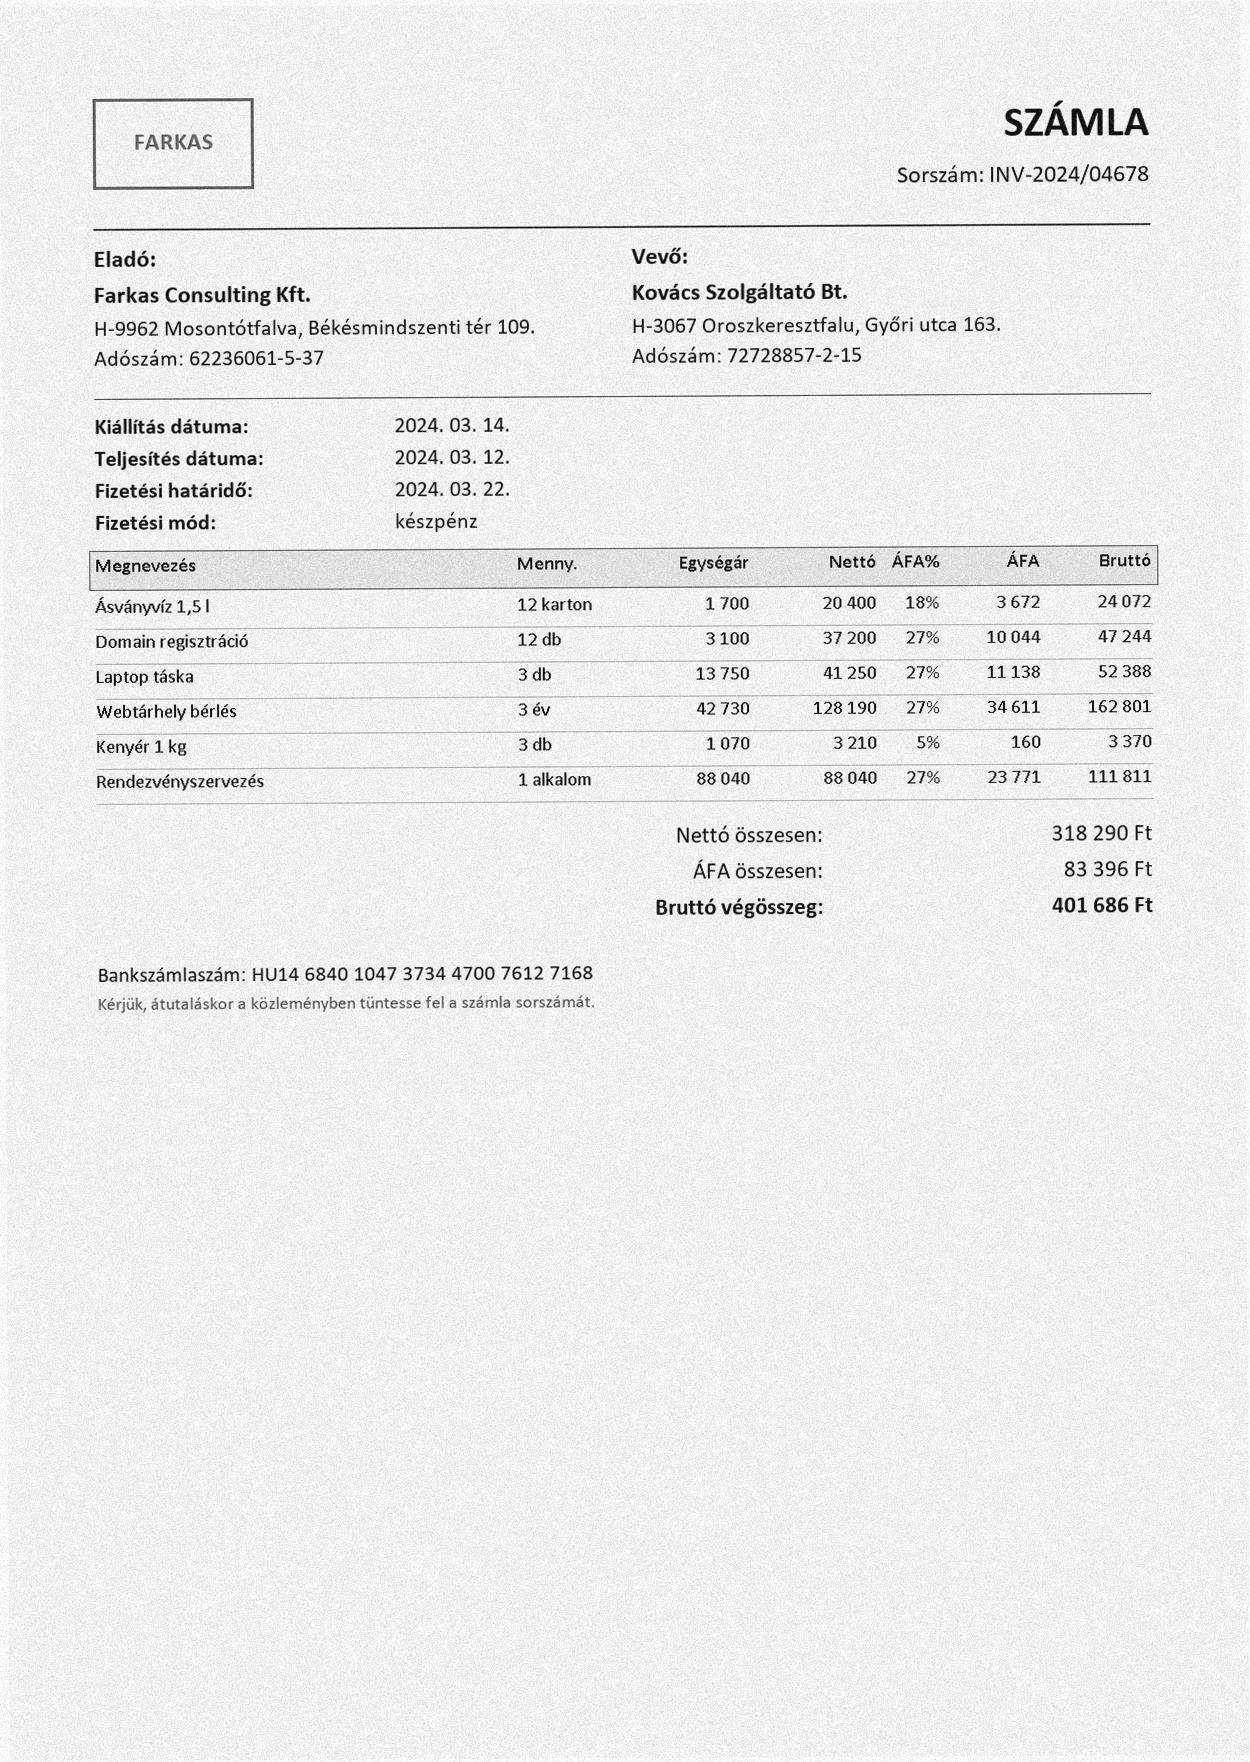 FARKAS
SZÁMLA
Sorszám: INV-2024/04678
Eladó:
Farkas Consulting Kft.
H-9962 Mosontótfalva, Békésmindszenti tér 109.
Adószám: 62236061-5-37
Vevő:
Kovács Szolgáltató Bt.
H-3067 Oroszkeresztfalu, Győri utca 163.
Adószám: 72728857-2-15
Kiállítás dátuma: 2024. 03. 14.
Teljesítés dátuma: 2024. 03. 12.
Fizetési határidő: 2024. 03. 22.
Fizetési mód: készpénz
Megnevezés Menny. Egységár Nettó ÁFA% ÁFA Bruttó
Ásványvíz 1,5 l 12 karton 1 700 20 400 18% 3 672 24 072
Domain regisztráció 12 db 3 100 37 200 27% 10 044 47 244
Laptop táska 3 db 13 750 41 250 27% 11 138 52 388
Webtárhely bérlés 3 év 42 730 128 190 27% 34 611 162 801
Kenyér 1 kg 3 db 1 070 3 210 5% 160 3 370
Rendezvényszervezés 1 alkalom 88 040 88 040 27% 23 771 111 811
Nettó összesen: 318 290 Ft
ÁFA összesen: 83 396 Ft
Bruttó végösszeg: 401 686 Ft
Bankszámlaszám: HU14 6840 1047 3734 4700 7612 7168
Kérjük, átutaláskor a közleményben tüntesse fel a számla sorszámát.